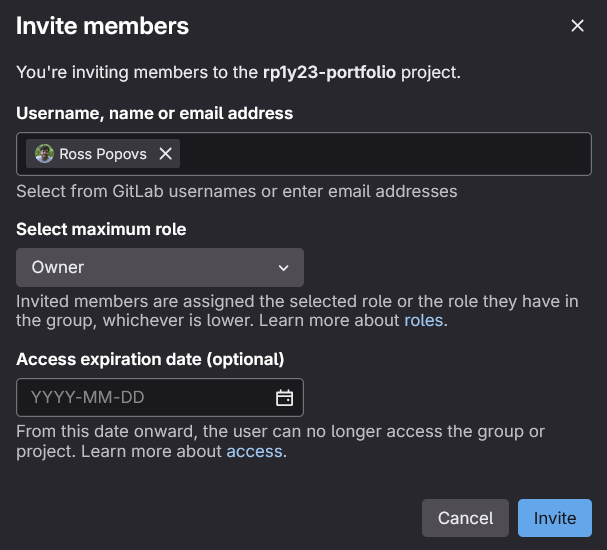 Invite members
You're inviting members to the rp1y23-portfolio project.
Username, name or email address
Ross Popovs
Select from GitLab usernames or enter email addresses
Select maximum role
Owner
Invited members are assigned the selected role or the role they have in
the group, whichever is lower. Learn more about roles.
Access expiration date (optional)
YYYY-MM-DD
From this date onward, the user can no longer access the group or
project. Learn more about access.
Cancel Invite